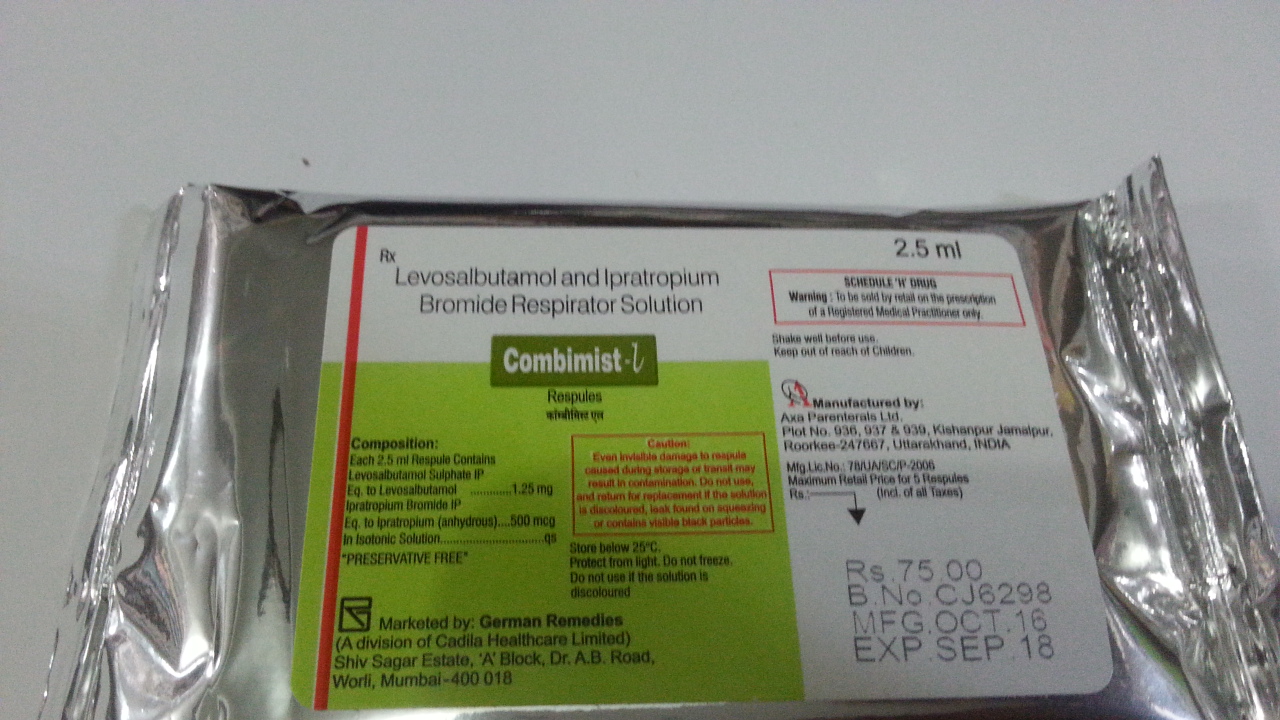 Rx
Levosalbutamol and Ipratropium
Bromide Respirator Solution
Combimist-l
Respules
कांम्बीमिस्ट एल
Composition:
Each 2.5 ml Respule Contains
Levosalbutamol Sulphate IP
Eq. to Levosalbutamol ............1.25 mg
Ipratropium Bromide IP
Eq. to Ipratropium (anhydrous)....500 mcg
In Isotonic Solution.........................qs
"PRESERVATIVE FREE"
Caution:
Even invisible damage to respule
caused during storage or transit may
result in contamination. Do not use,
and return for replacement if the solution
is discoloured, leak found on squeezing
or contains visible black particles.
Store below 25°C.
Protect from light. Do not freeze.
Do not use if the solution is
discoloured
Marketed by: German Remedies
(A division of Cadila Healthcare Limited)
Shiv Sagar Estate, 'A' Block, Dr. A.B. Road,
Worli, Mumbai-400 018
2.5 ml
SCHEDULE 'H' DRUG
Warning : To be sold by retail on the prescription
of a Registered Medical Practitioner only.
Shake well before use.
Keep out of reach of Children.
Manufactured by:
Axa Parenterals Ltd.
Plot No. 936, 937 & 939, Kishanpur Jamalpur,
Roorkee-247667, Uttarakhand, INDIA
Mfg.Lic.No.: 78/UA/SC/P-2006
Maximum Retail Price for 5 Respules
Rs.: (Incl. of all Taxes)
Rs.75.00
B.No.CJ6298
MFG.OCT.16
EXP.SEP.18